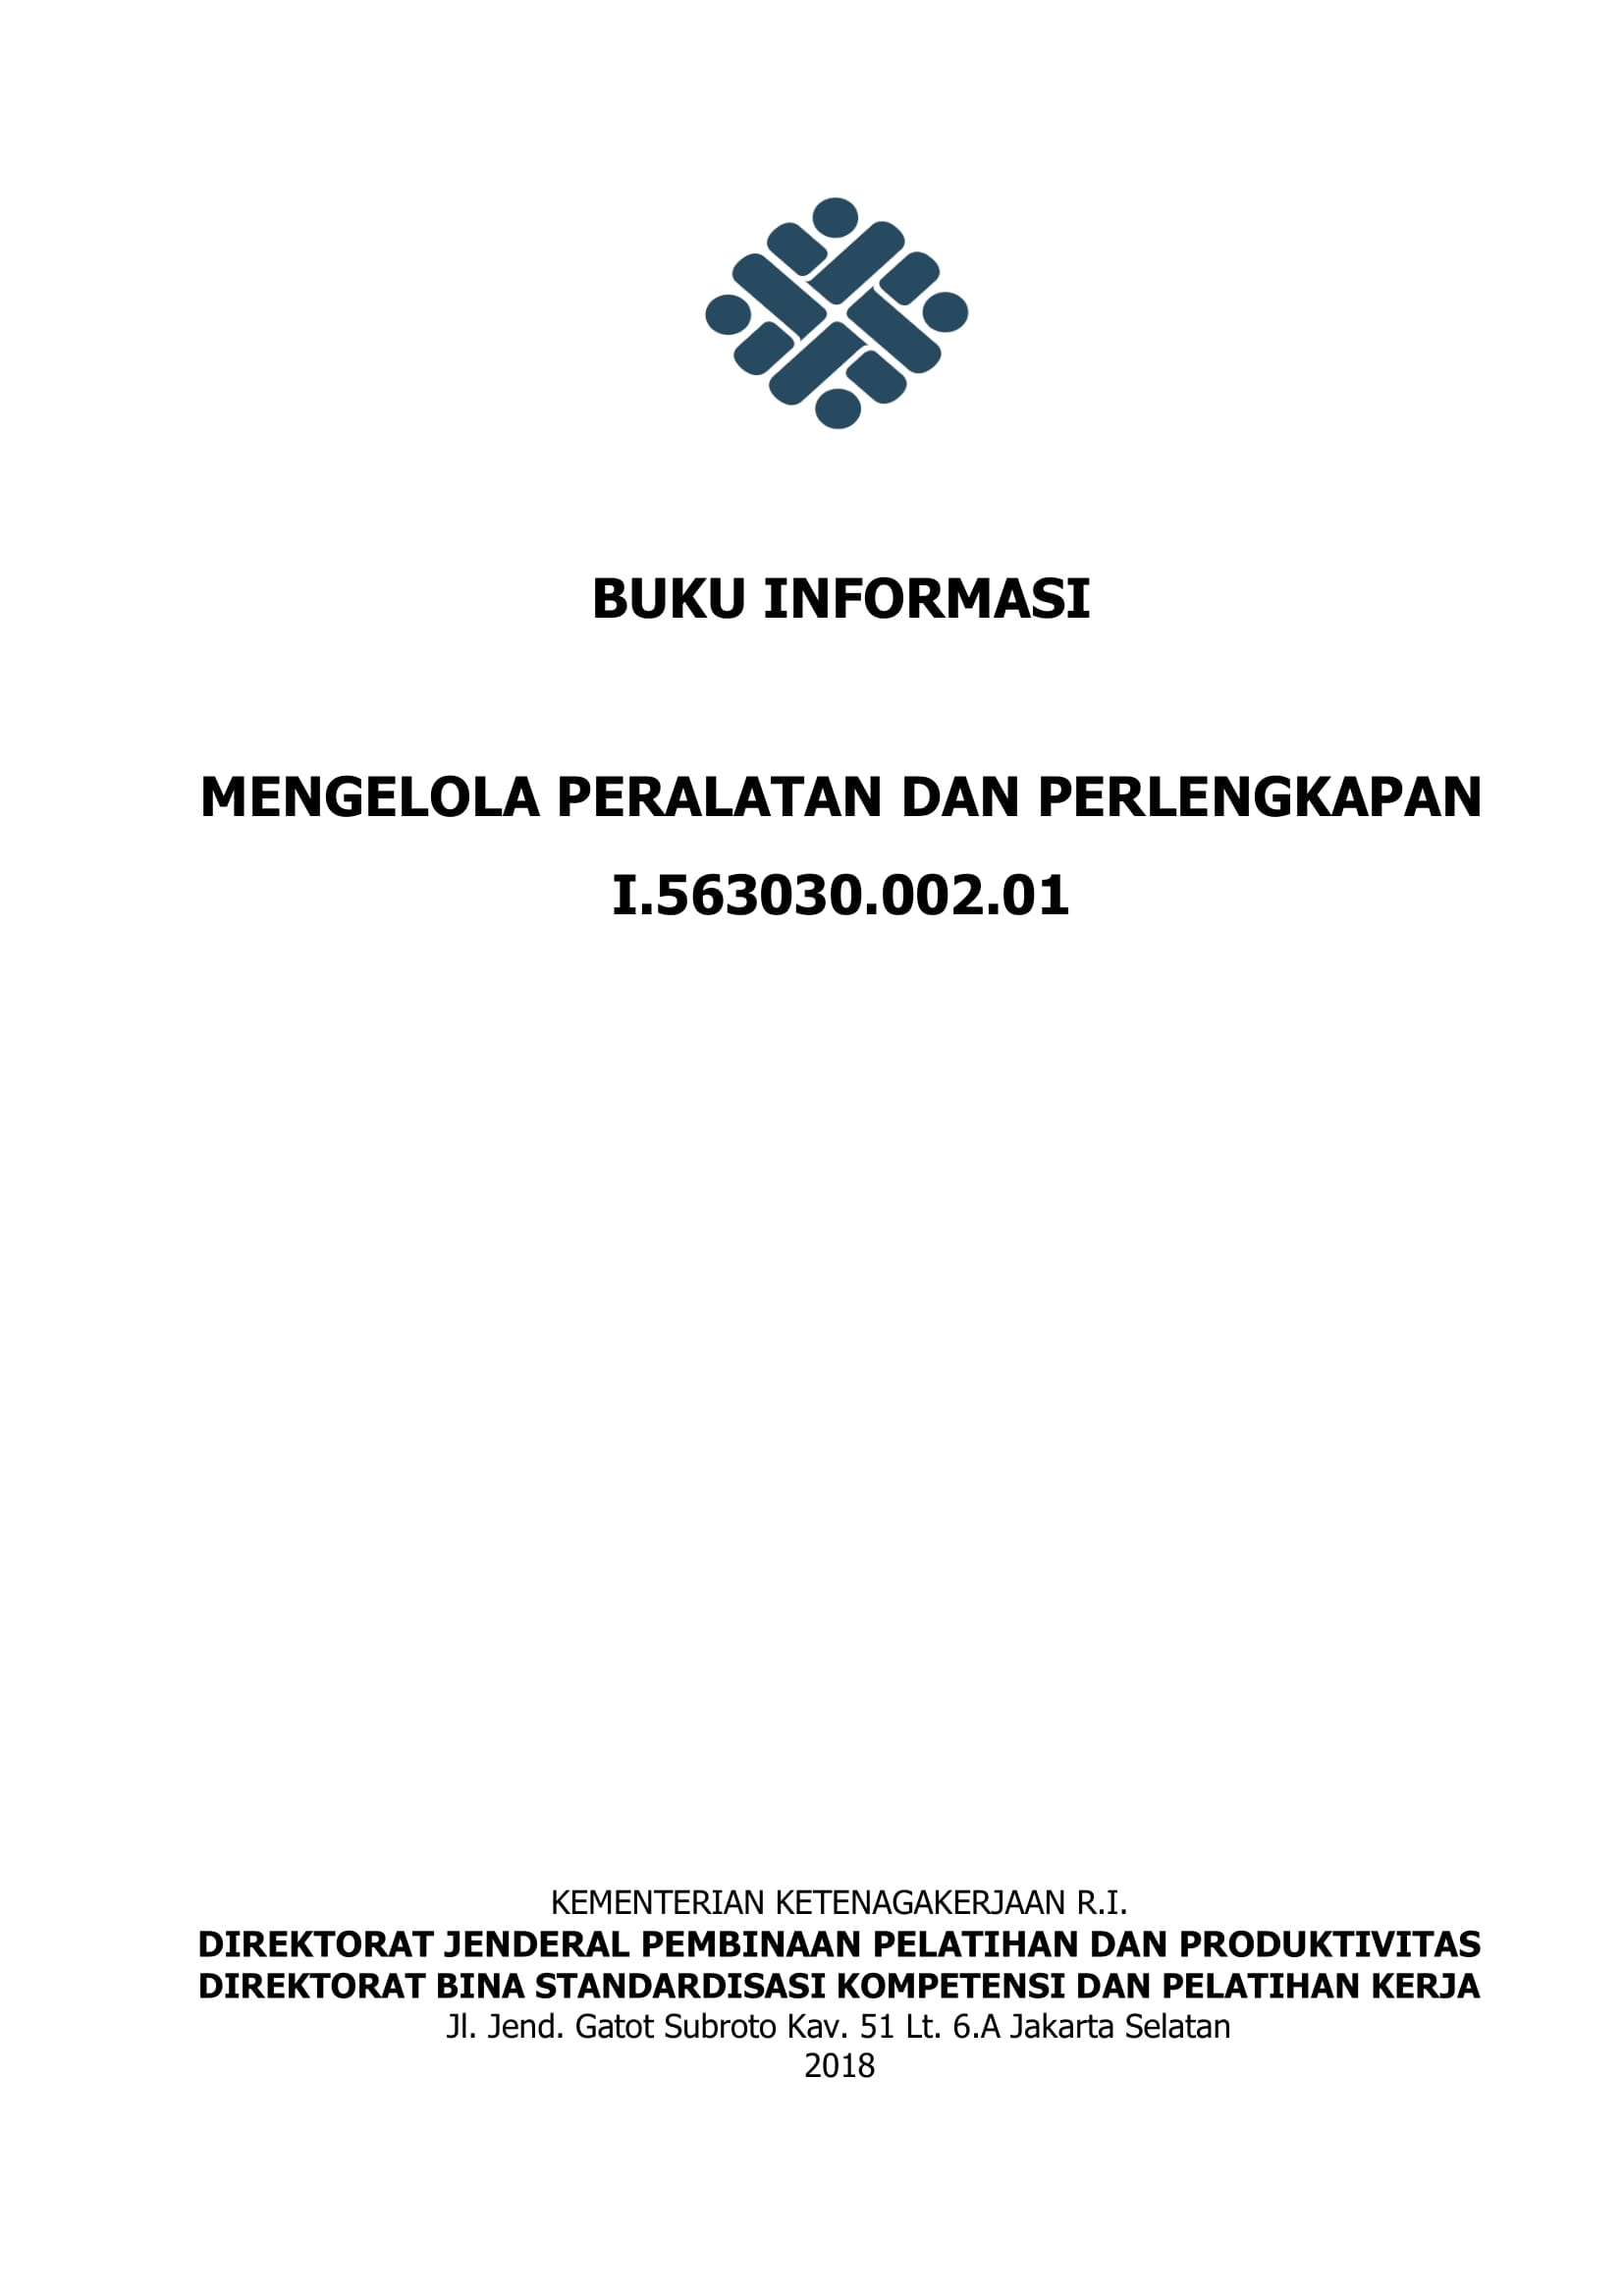 BUKU INFORMASI
MENGELOLA PERALATAN DAN PERLENGKAPAN
I.563030.002.01
KEMENTERIAN KETENAGAKERJAAN R.I.
DIREKTORAT JENDERAL PEMBINAAN PELATIHAN DAN PRODUKTIVITAS
DIREKTORAT BINA STANDARDISASI KOMPETENSI DAN PELATIHAN KERJA
Jl. Jend. Gatot Subroto Kav. 51 Lt. 6.A Jakarta Selatan
2018